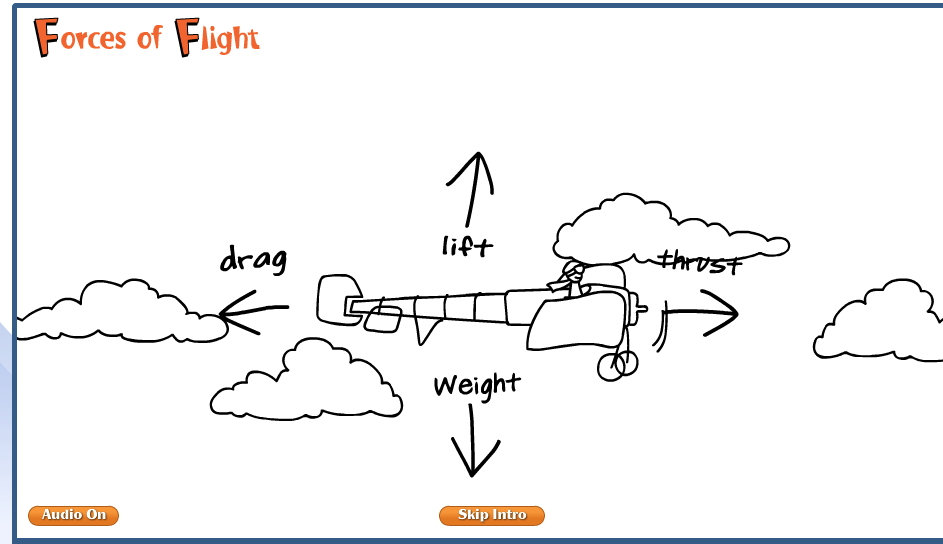 Forces of Flight
lift
drag
thrust
Weight
Audio On
Skip Intro